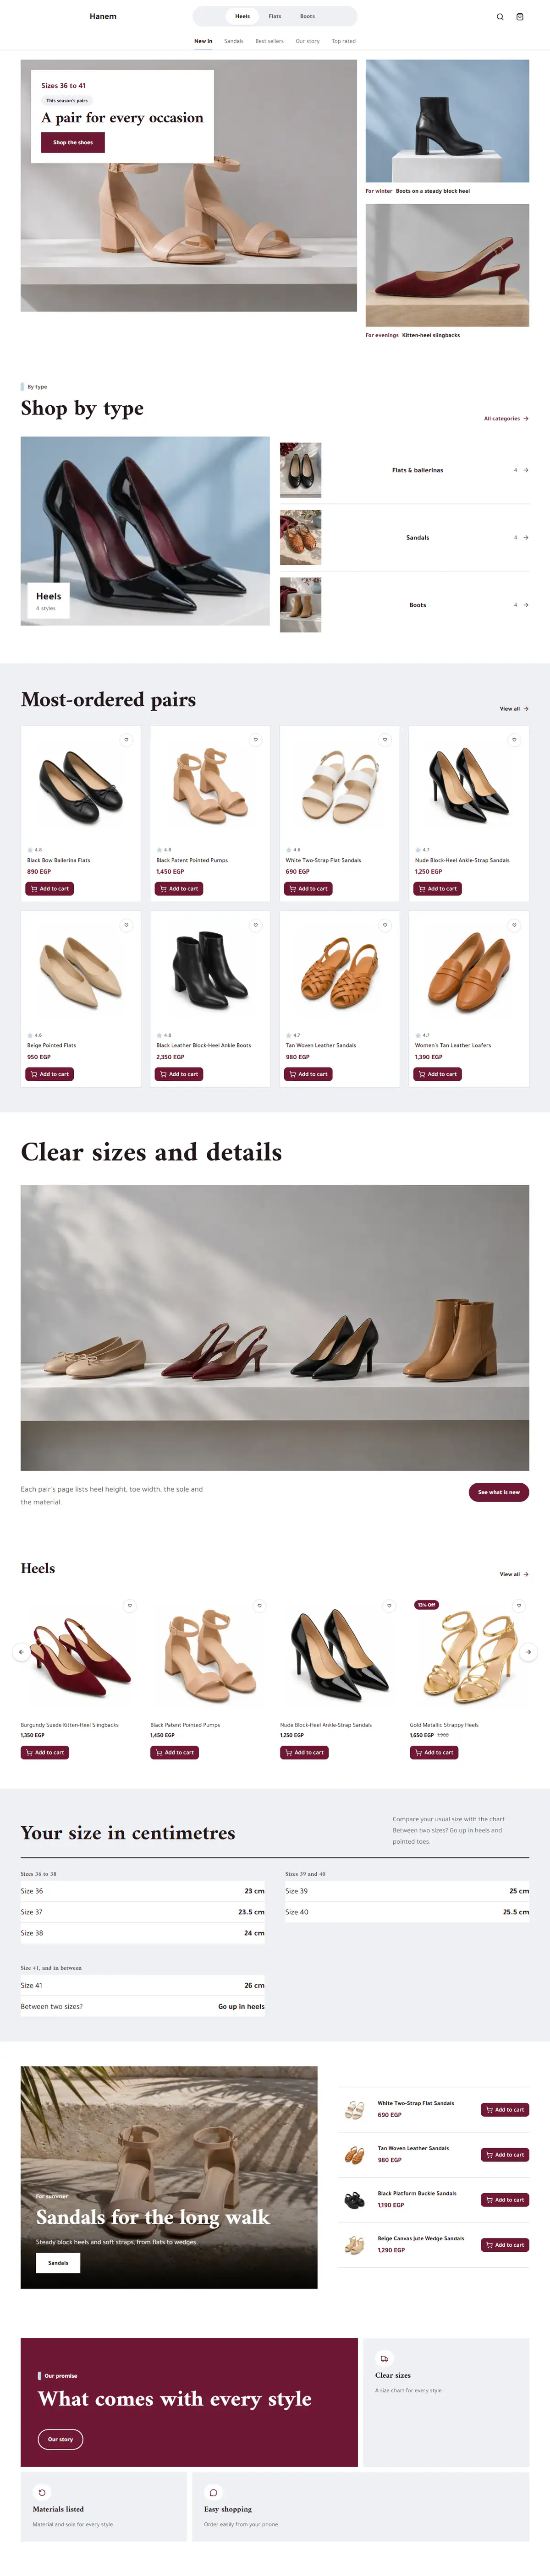 Hanem
Heels
Flats
Boots
New in
Sandals
Best sellers
Our story
Top rated
Sizes 36 to 41
This season's pairs
A pair for every occasion
Shop the shoes
For winter Boots on a steady block heel
For evenings Kitten-heel slingbacks
By type
Shop by type
All categories
Heels
4 styles
Flats & ballerinas
4
Sandals
4
Boots
4
Most-ordered pairs
View all
4.8
Black Bow Ballerina Flats
890 EGP
Add to cart
4.8
Black Patent Pointed Pumps
1,450 EGP
Add to cart
4.6
White Two-Strap Flat Sandals
690 EGP
Add to cart
4.7
Nude Block-Heel Ankle-Strap Sandals
1,250 EGP
Add to cart
4.6
Beige Pointed Flats
950 EGP
Add to cart
4.8
Black Leather Block-Heel Ankle Boots
2,350 EGP
Add to cart
4.7
Tan Woven Leather Sandals
980 EGP
Add to cart
4.7
Women's Tan Leather Loafers
1,390 EGP
Add to cart
Clear sizes and details
Each pair's page lists heel height, toe width, the sole and
the material.
See what is new
Heels
View all
Burgundy Suede Kitten-Heel Slingbacks
1,350 EGP
Add to cart
Black Patent Pointed Pumps
1,450 EGP
Add to cart
Nude Block-Heel Ankle-Strap Sandals
1,250 EGP
Add to cart
13% Off
Gold Metallic Strappy Heels
1,650 EGP 1,900
Add to cart
Your size in centimetres
Compare your usual size with the chart.
Between two sizes? Go up in heels and
pointed toes.
Sizes 36 to 38
Size 36 23 cm
Size 37 23.5 cm
Size 38 24 cm
Sizes 39 and 40
Size 39 25 cm
Size 40 25.5 cm
Size 41, and in between
Size 41 26 cm
Between two sizes? Go up in heels
For summer
Sandals for the long walk
Steady block heels and soft straps, from flats to wedges.
Sandals
White Two-Strap Flat Sandals
690 EGP
Add to cart
Tan Woven Leather Sandals
980 EGP
Add to cart
Black Platform Buckle Sandals
1,190 EGP
Add to cart
Beige Canvas Jute Wedge Sandals
1,290 EGP
Add to cart
Our promise
What comes with every style
Our story
Clear sizes
A size chart for every style
Materials listed
Material and sole for every style
Easy shopping
Order easily from your phone